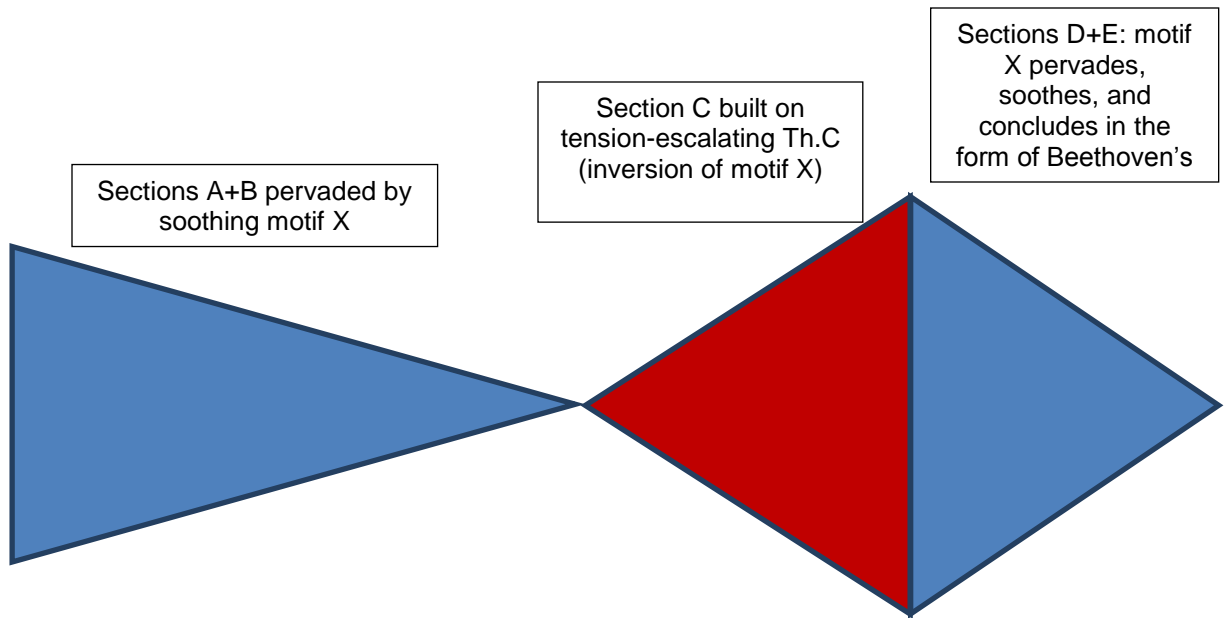 Sections A+B pervaded by
soothing motif X
Section C built on
tension-escalating Th.C
(inversion of motif X)
Sections D+E: motif
X pervades,
soothes, and
concludes in the
form of Beethoven's